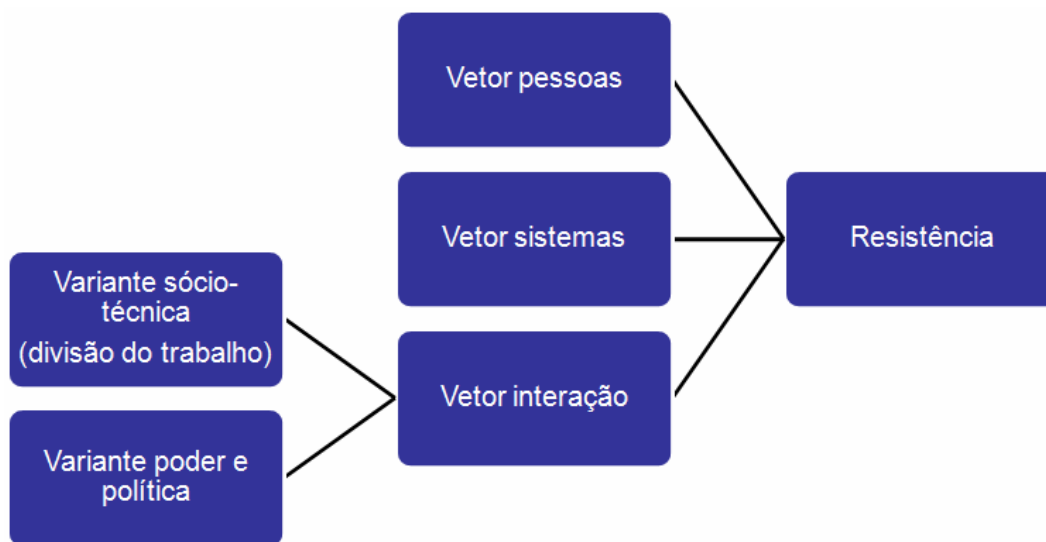 Vetor pessoas
Vetor sistemas
Resistência
Variante sócio-
técnica
(divisão do trabalho)
Vetor interação
Variante poder e
política